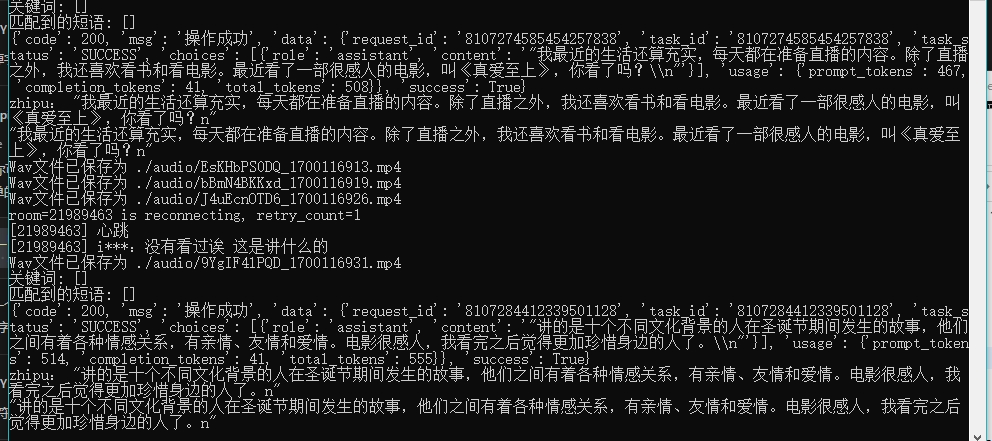 关键词: []
匹配到的短语: []
{'code': 200, 'msg': '操作成功', 'data': {'request_id': '8107274585454257838', 'task_id': '8107274585454257838', 'task_s
tatus': 'SUCCESS', 'choices': [{'role': 'assistant', 'content': '"我最近的生活还算充实，每天都在准备直播的内容。除了直播
之外，我还喜欢看书和看电影。最近看了一部很感人的电影，叫《真爱至上》，你看了吗？\\n"'}], 'usage': {'prompt_tokens': 467,
 'completion_tokens': 41, 'total_tokens': 508}}, 'success': True}
zhipu： "我最近的生活还算充实，每天都在准备直播的内容。除了直播之外，我还喜欢看书和看电影。最近看了一部很感人的电影，叫
《真爱至上》，你看了吗？n"
"我最近的生活还算充实，每天都在准备直播的内容。除了直播之外，我还喜欢看书和看电影。最近看了一部很感人的电影，叫《真爱至
上》，你看了吗？n"
Wav文件已保存为 ./audio/EsKHbPSODQ_1700116913.mp4
Wav文件已保存为 ./audio/bBmN4BKKxd_1700116919.mp4
Wav文件已保存为 ./audio/J4uEcnOTD6_1700116926.mp4
room=21989463 is reconnecting, retry_count=1
[21989463] 心跳
[21989463] i***：没有看过诶 这是讲什么的
Wav文件已保存为 ./audio/9YgIF41PQD_1700116931.mp4
关键词: []
匹配到的短语: []
{'code': 200, 'msg': '操作成功', 'data': {'request_id': '8107284412339501128', 'task_id': '8107284412339501128', 'task_s
tatus': 'SUCCESS', 'choices': [{'role': 'assistant', 'content': '"讲的是十个不同文化背景的人在圣诞节期间发生的故事，他们
之间有着各种情感关系，有亲情、友情和爱情。电影很感人，我看完之后觉得更加珍惜身边的人了。\\n"'}], 'usage': {'prompt_token
s': 514, 'completion_tokens': 41, 'total_tokens': 555}}, 'success': True}
zhipu： "讲的是十个不同文化背景的人在圣诞节期间发生的故事，他们之间有着各种情感关系，有亲情、友情和爱情。电影很感人，我
看完之后觉得更加珍惜身边的人了。n"
"讲的是十个不同文化背景的人在圣诞节期间发生的故事，他们之间有着各种情感关系，有亲情、友情和爱情。电影很感人，我看完之后
觉得更加珍惜身边的人了。n"